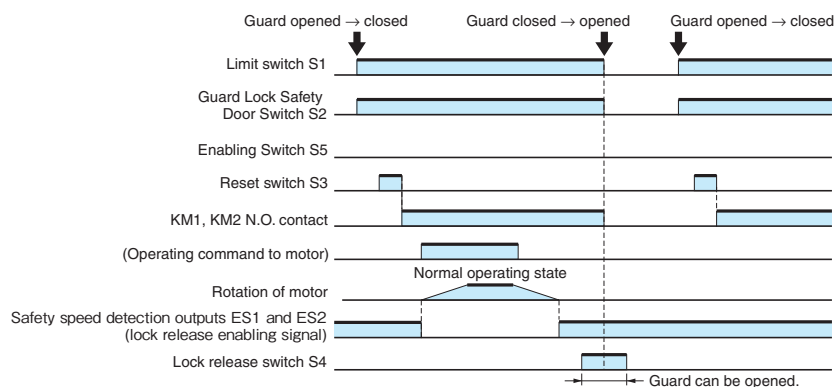 Guard opened → closed
Guard closed → opened
Guard opened → closed
Limit switch S1
Guard Lock Safety
Door Switch S2
Enabling Switch S5
Reset switch S3
KM1, KM2 N.O. contact
(Operating command to motor)
Normal operating state
Rotation of motor
Safety speed detection outputs ES1 and ES2
(lock release enabling signal)
Lock release switch S4
Guard can be opened.